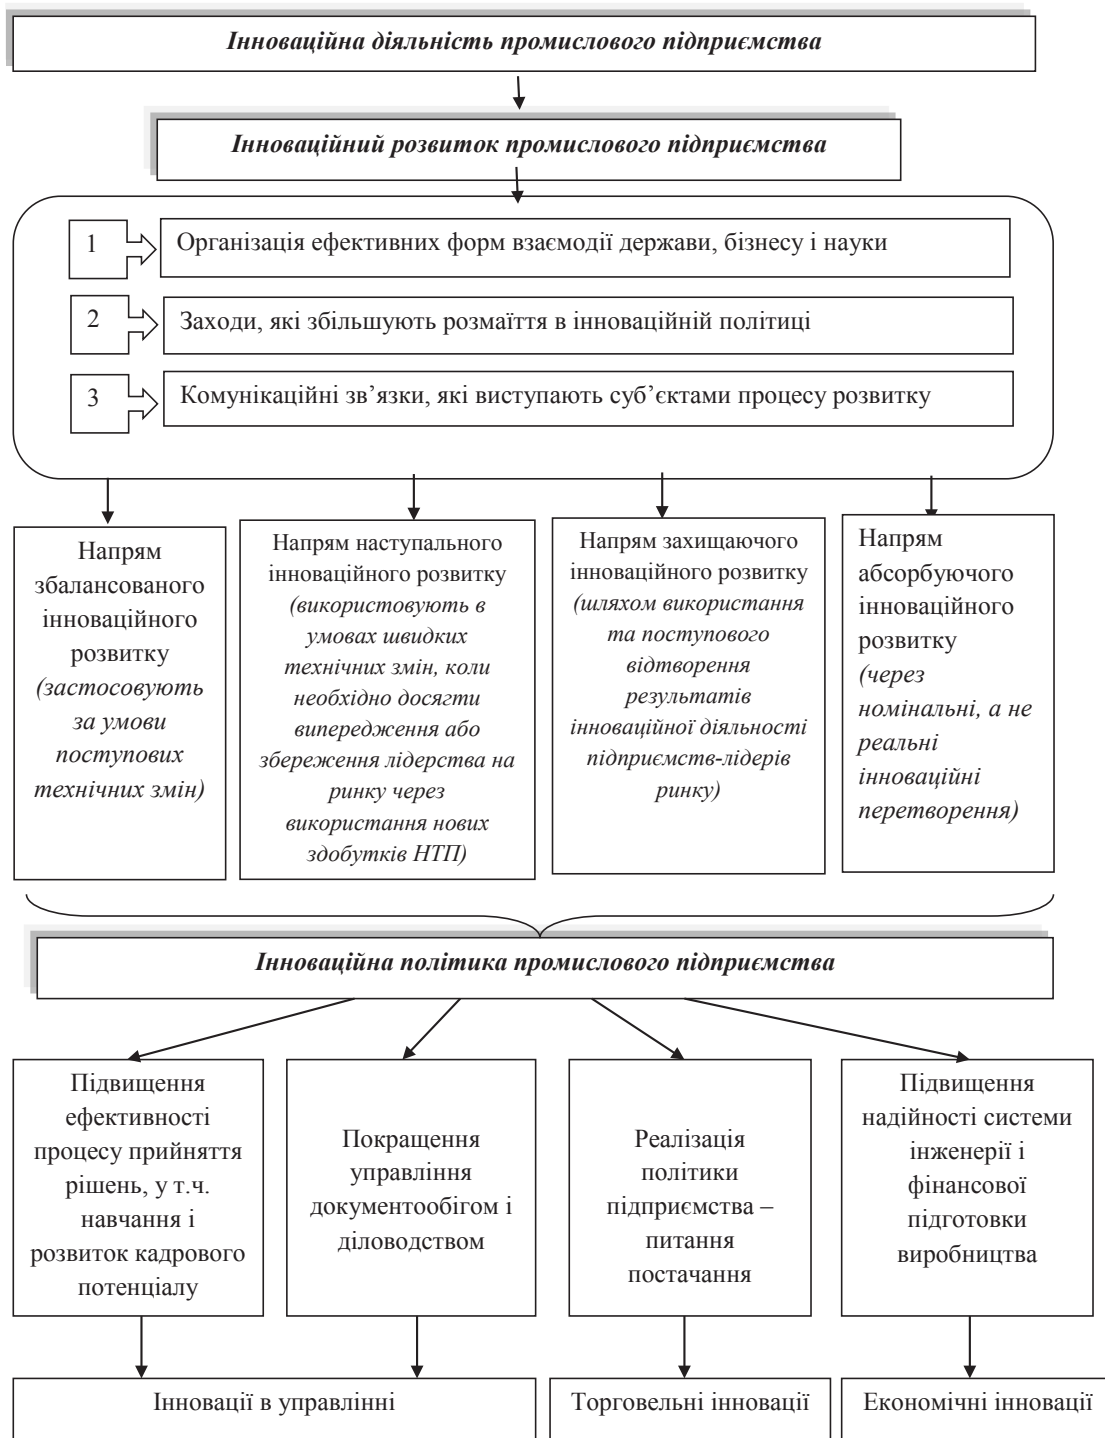 Інноваційна діяльність промислового підприємства
Інноваційний розвиток промислового підприємства
1
Організація ефективних форм взаємодії держави, бізнесу і науки
2
Заходи, які збільшують розмаїття в інноваційній політиці
3
Комунікаційні зв’язки, які виступають суб’єктами процесу розвитку
Напрям
збалансованого
інноваційного
розвитку
(застосовують
за умови
поступових
технічних змін)
Напрям наступального
інноваційного розвитку
(використовують в
умовах швидких
технічних змін, коли
необхідно досягти
випередження або
збереження лідерства на
ринку через
використання нових
здобутків НТП)
Напрям захищаючого
інноваційного розвитку
(шляхом використання
та поступового
відтворення
результатів
інноваційної діяльності
підприємств-лідерів
ринку)
Напрям
абсорбуючого
інноваційного
розвитку
(через
номінальні, а не
реальні
інноваційні
перетворення)
Інноваційна політика промислового підприємства
Підвищення
ефективності
процесу прийняття
рішень, у т.ч.
навчання і
розвиток кадрового
потенціалу
Покращення
управління
документообігом і
діловодством
Реалізація
політики
підприємства –
питання
постачання
Підвищення
надійності системи
інженерії і
фінансової
підготовки
виробництва
Інновації в управлінні
Торговельні інновації
Економічні інновації